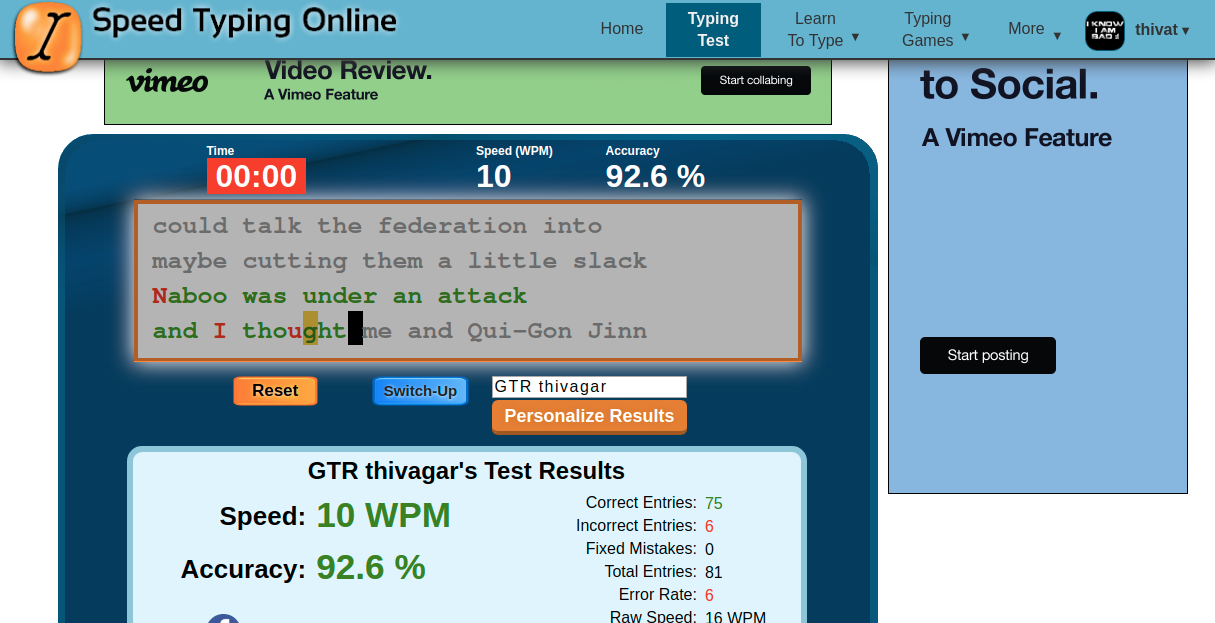 Speed Typing Online
Home
Typing Test
Learn To Type ▼
Typing Games ▼
More ▼
I KNOW I AM BAD
thivat ▾
vimeo
Video Review.
A Vimeo Feature
Start collabing
to Social.
A Vimeo Feature
Start posting
Time
00:00
Speed (WPM)
10
Accuracy
92.6 %
could talk the federation into
maybe cutting them a little slack
Naboo was under an attack
and I thought me and Qui-Gon Jinn
Reset
Switch-Up
GTR thivagar
Personalize Results
GTR thivagar's Test Results
Speed: 10 WPM
Accuracy: 92.6 %
Correct Entries: 75
Incorrect Entries: 6
Fixed Mistakes: 0
Total Entries: 81
Error Rate: 6
Raw Speed: 16 WPM